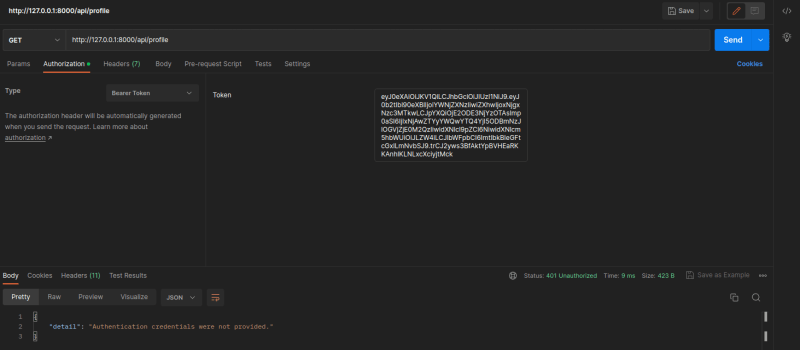 http://127.0.0.1:8000/api/profile
Save
GET http://127.0.0.1:8000/api/profile Send
Params Authorization Headers (7) Body Pre-request Script Tests Settings Cookies
Type Bearer Token
The authorization header will be automatically
generated when you send the request. Learn more about
authorization ↗
Token
Body Cookies Headers (11) Test Results Status: 401 Unauthorized Time: 9 ms Size: 423 B Save as Example
Pretty Raw Preview Visualize JSON
1 {
2 "detail": "Authentication credentials were not provided."
3 }